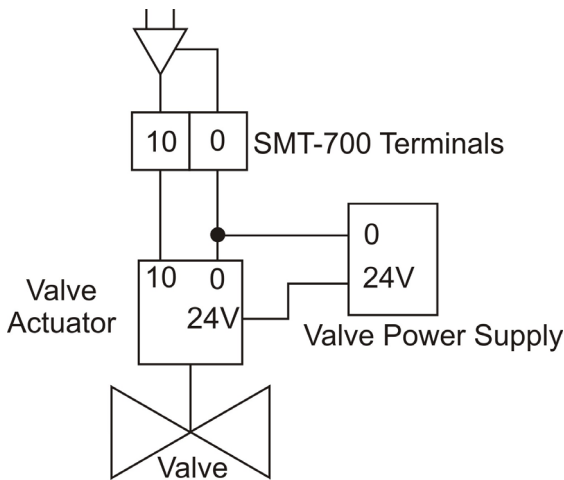 10 0 SMT-700 Terminals
0
24V
10 0
24V
Valve
Actuator
Valve Power Supply
Valve